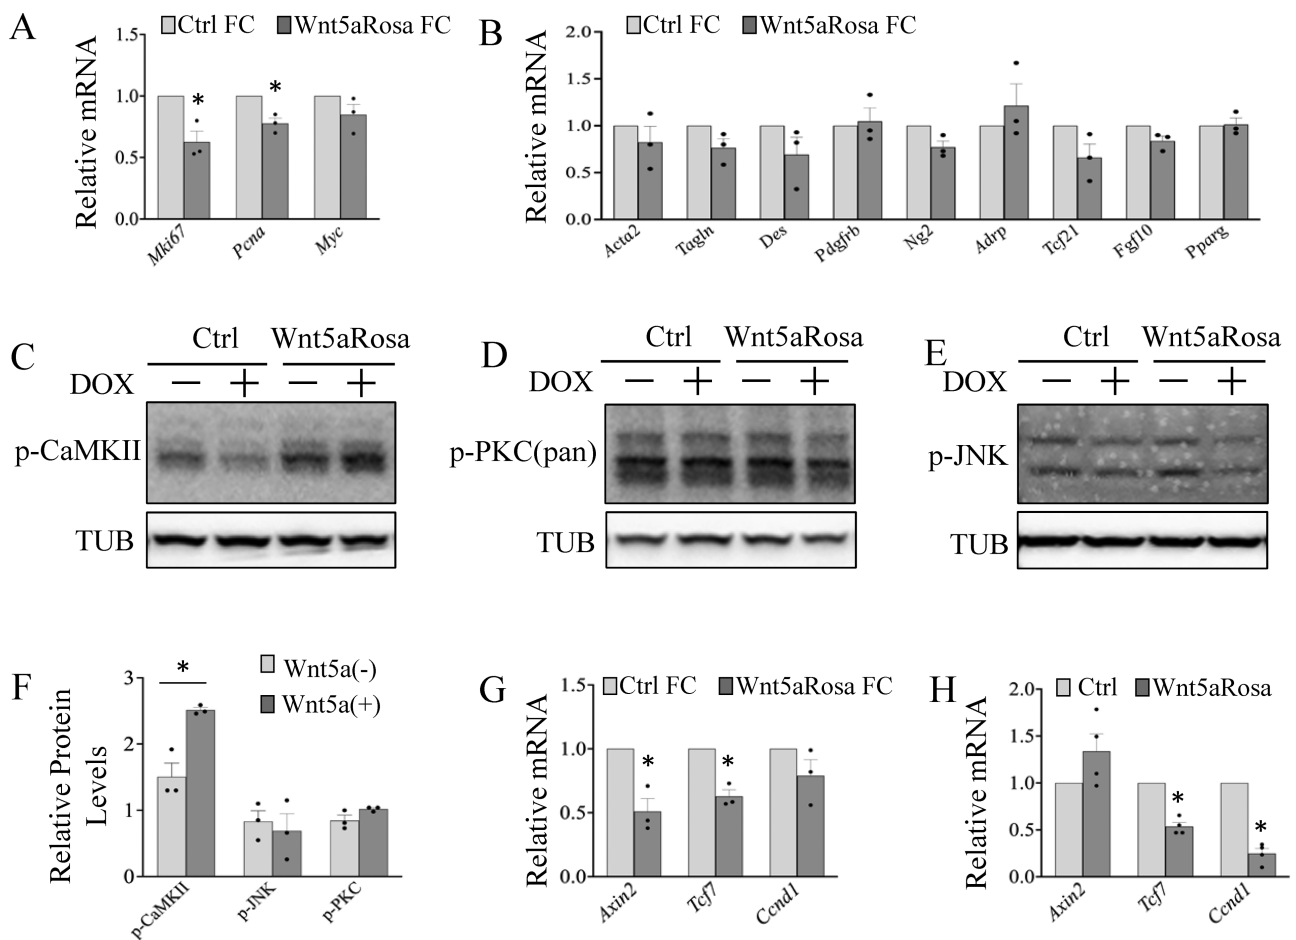 A
Ctrl FC Wnt5aRosa FC
Relative mRNA
1.5
1.0
0.5
0.0
* *
Mki67 Pcna Myc
B
Ctrl FC Wnt5aRosa FC
Relative mRNA
2.0
1.5
1.0
0.5
0.0
Acta2 Tagln Des Pdgfrb Ng2 Adrp Tcf21 Fgf10 Pparg
C
Ctrl Wnt5aRosa
DOX — + — +
p-CaMKII
TUB
D
Ctrl Wnt5aRosa
DOX — + — +
p-PKC(pan)
TUB
E
Ctrl Wnt5aRosa
DOX — + — +
p-JNK
TUB
F
Wnt5a(-)
Wnt5a(+)
Relative Protein
Levels
3
2
1
0
*
p-CaMKII p-JNK p-PKC
G
Ctrl FC Wnt5aRosa FC
Relative mRNA
1.5
1.0
0.5
0.0
* *
Axin2 Tcf7 Ccnd1
H
Ctrl Wnt5aRosa
Relative mRNA
2.0
1.5
1.0
0.5
0.0
* *
Axin2 Tcf7 Ccnd1